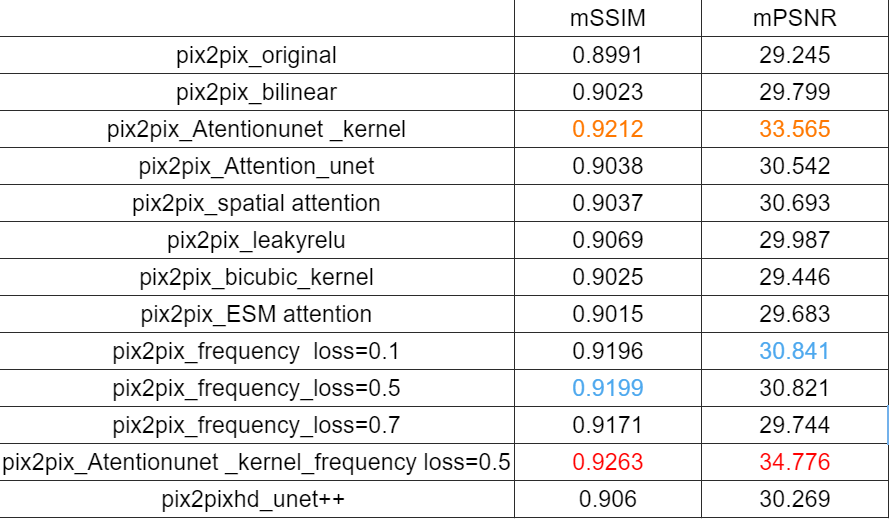 mSSIM mPSNR
pix2pix_original 0.8991 29.245
pix2pix_bilinear 0.9023 29.799
pix2pix_Atentionunet _kernel 0.9212 33.565
pix2pix_Attention_unet 0.9038 30.542
pix2pix_spatial attention 0.9037 30.693
pix2pix_leakyrelu 0.9069 29.987
pix2pix_bicubic_kernel 0.9025 29.446
pix2pix_ESM attention 0.9015 29.683
pix2pix_frequency  loss=0.1 0.9196 30.841
pix2pix_frequency_loss=0.5 0.9199 30.821
pix2pix_frequency_loss=0.7 0.9171 29.744
pix2pix_Atentionunet _kernel_frequency loss=0.5 0.9263 34.776
pix2pixhd_unet++ 0.906 30.269